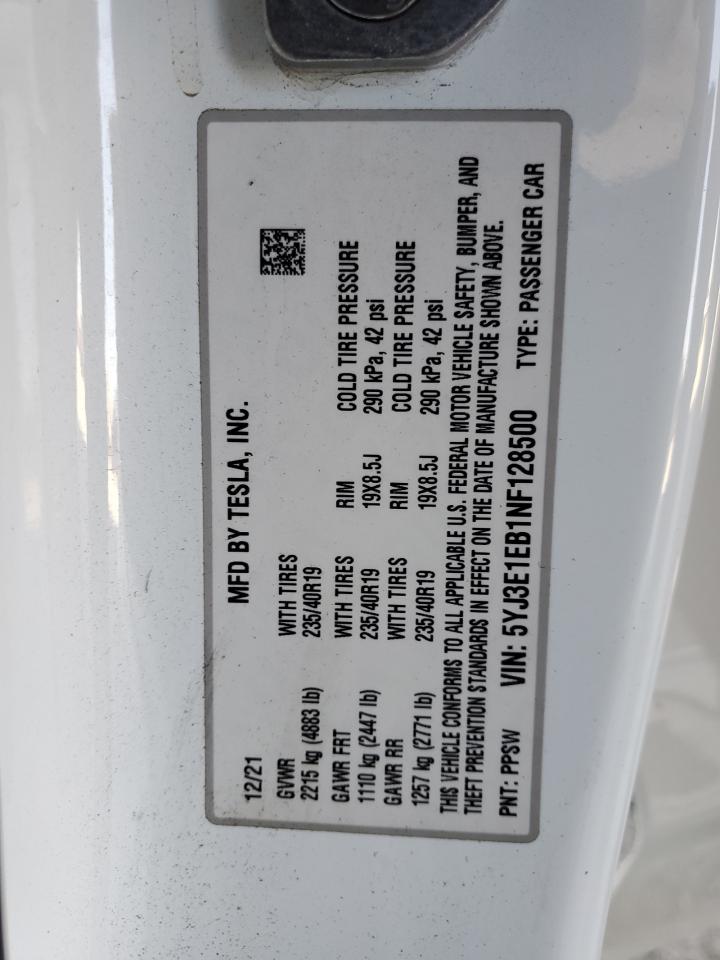 12/21 MFD BY TESLA, INC.
GVWR WITH TIRES
2215 kg (4883 lb) 235/40R19
GAWR FRT WITH TIRES RIM COLD TIRE PRESSURE
1110 kg (2447 lb) 235/40R19 19X8.5J 290 kPa, 42 psi
GAWR RR WITH TIRES RIM COLD TIRE PRESSURE
1257 kg (2771 lb) 235/40R19 19X8.5J 290 kPa, 42 psi
THIS VEHICLE CONFORMS TO ALL APPLICABLE U.S. FEDERAL MOTOR VEHICLE SAFETY, BUMPER, AND
THEFT PREVENTION STANDARDS IN EFFECT ON THE DATE OF MANUFACTURE SHOWN ABOVE.
PNT: PPSW VIN: 5YJ3E1EB1NF128500 TYPE: PASSENGER CAR